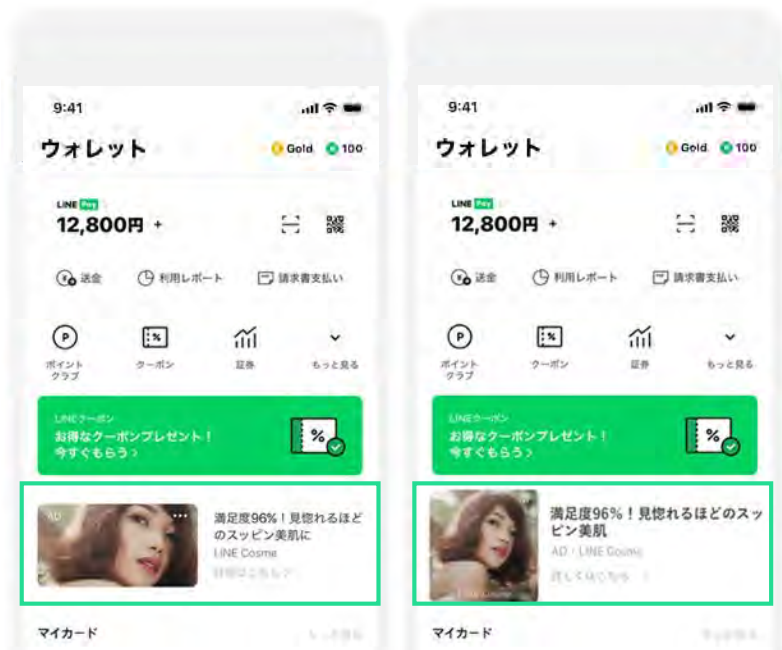 9:41
ウォレット
Gold 100
LINE Pay
12,800円 +
送金 利用レポート 請求書支払い
ポイント
クラブ
クーポン
証券
もっと見る
LINEクーポン
お得なクーポンプレゼント!
今すぐもらう>
AD
満足度96%!見惚れるほど
のスッピン美肌に
LINE Cosme
マイカード
9:41
ウォレット
Gold 100
LINE Pay
12,800円 +
送金 利用レポート 請求書支払い
ポイント
クラブ
クーポン
証券
もっと見る
LINEクーポン
お得なクーポンプレゼント!
今すぐもらう>
満足度96%!見惚れるほどのスッ
ピン美肌
AD・LINE Cosme
マイカード